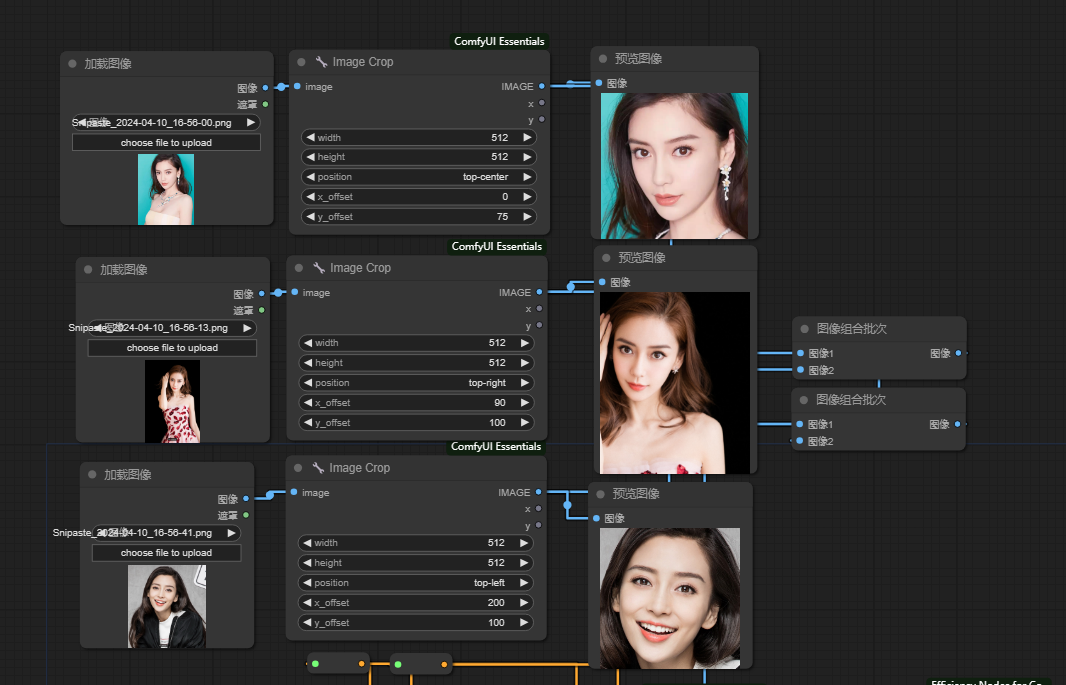 ComfyUI Essentials
加载图像
图像
遮罩
Snipaste_2024-04-10_16-56-00.png
choose file to upload
Image Crop
image
IMAGE
x
y
width 512
height 512
position top-center
x_offset 0
y_offset 75
预览图像
图像
ComfyUI Essentials
加载图像
图像
遮罩
Snipaste_2024-04-10_16-56-13.png
choose file to upload
Image Crop
image
IMAGE
x
y
width 512
height 512
position top-right
x_offset 90
y_offset 100
预览图像
图像
图像组合批次
图像1 图像
图像2
图像组合批次
图像1 图像
图像2
ComfyUI Essentials
加载图像
图像
遮罩
Snipaste_2024-04-10_16-56-41.png
choose file to upload
Image Crop
image
IMAGE
x
y
width 512
height 512
position top-left
x_offset 200
y_offset 100
预览图像
图像